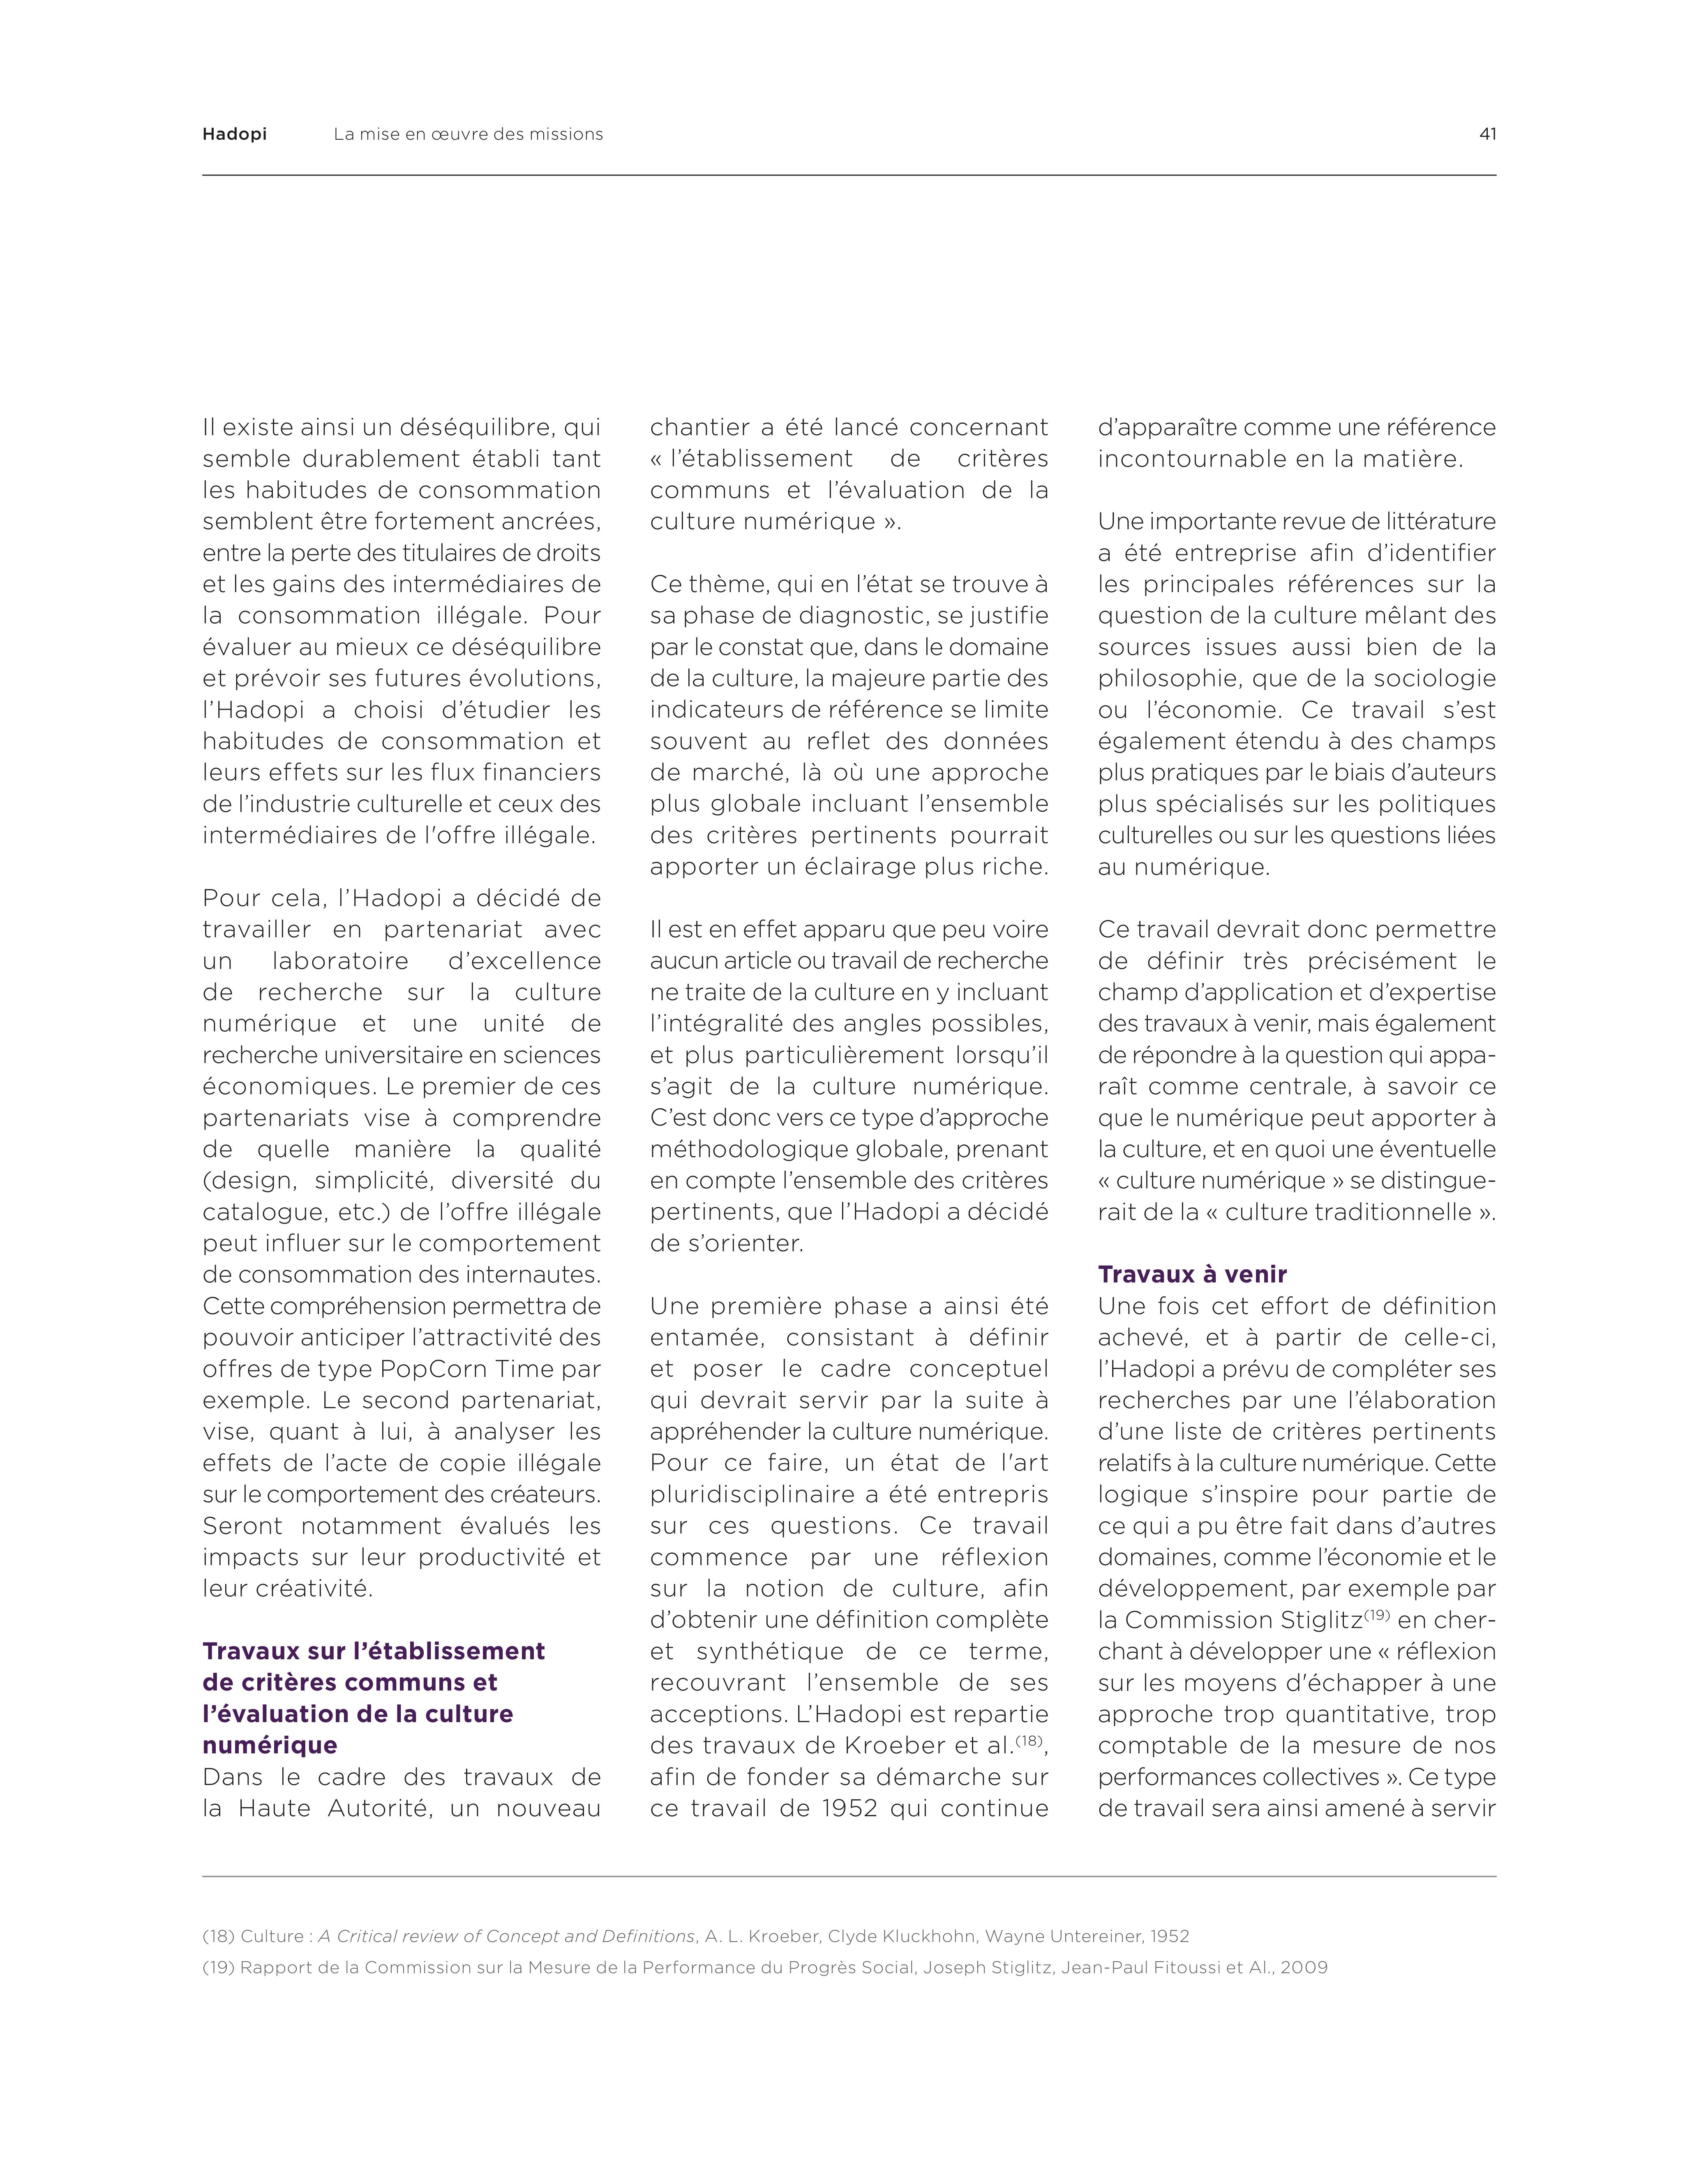 Hadopi La mise en œuvre des missions 41
Il existe ainsi un déséquilibre, qui
semble durablement établi tant
les habitudes de consommation
semblent être fortement ancrées,
entre la perte des titulaires de droits
et les gains des intermédiaires de
la consommation illégale. Pour
évaluer au mieux ce déséquilibre
et prévoir ses futures évolutions,
l’Hadopi a choisi d’étudier les
habitudes de consommation et
leurs effets sur les flux financiers
de l’industrie culturelle et ceux des
intermédiaires de l'offre illégale.
Pour cela, l’Hadopi a décidé de
travailler en partenariat avec
un laboratoire d’excellence
de recherche sur la culture
numérique et une unité de
recherche universitaire en sciences
économiques. Le premier de ces
partenariats vise à comprendre
de quelle manière la qualité
(design, simplicité, diversité du
catalogue, etc.) de l’offre illégale
peut influer sur le comportement
de consommation des internautes.
Cette compréhension permettra de
pouvoir anticiper l’attractivité des
offres de type PopCorn Time par
exemple. Le second partenariat,
vise, quant à lui, à analyser les
effets de l’acte de copie illégale
sur le comportement des créateurs.
Seront notamment évalués les
impacts sur leur productivité et
leur créativité.
Travaux sur l’établissement
de critères communs et
l’évaluation de la culture
numérique
Dans le cadre des travaux de
la Haute Autorité, un nouveau
chantier a été lancé concernant
« l’établissement de critères
communs et l’évaluation de la
culture numérique ».
Ce thème, qui en l’état se trouve à
sa phase de diagnostic, se justifie
par le constat que, dans le domaine
de la culture, la majeure partie des
indicateurs de référence se limite
souvent au reflet des données
de marché, là où une approche
plus globale incluant l’ensemble
des critères pertinents pourrait
apporter un éclairage plus riche.
Il est en effet apparu que peu voire
aucun article ou travail de recherche
ne traite de la culture en y incluant
l’intégralité des angles possibles,
et plus particulièrement lorsqu’il
s’agit de la culture numérique.
C’est donc vers ce type d’approche
méthodologique globale, prenant
en compte l’ensemble des critères
pertinents, que l’Hadopi a décidé
de s’orienter.
Une première phase a ainsi été
entamée, consistant à définir
et poser le cadre conceptuel
qui devrait servir par la suite à
appréhender la culture numérique.
Pour ce faire, un état de l'art
pluridisciplinaire a été entrepris
sur ces questions. Ce travail
commence par une réflexion
sur la notion de culture, afin
d’obtenir une définition complète
et synthétique de ce terme,
recouvrant l’ensemble de ses
acceptions. L’Hadopi est repartie
des travaux de Kroeber et al.(18),
afin de fonder sa démarche sur
ce travail de 1952 qui continue
d’apparaître comme une référence
incontournable en la matière.
Une importante revue de littérature
a été entreprise afin d’identifier
les principales références sur la
question de la culture mêlant des
sources issues aussi bien de la
philosophie, que de la sociologie
ou l’économie. Ce travail s’est
également étendu à des champs
plus pratiques par le biais d’auteurs
plus spécialisés sur les politiques
culturelles ou sur les questions liées
au numérique.
Ce travail devrait donc permettre
de définir très précisément le
champ d’application et d’expertise
des travaux à venir, mais également
de répondre à la question qui appa-
raît comme centrale, à savoir ce
que le numérique peut apporter à
la culture, et en quoi une éventuelle
« culture numérique » se distingue-
rait de la « culture traditionnelle ».
Travaux à venir
Une fois cet effort de définition
achevé, et à partir de celle-ci,
l’Hadopi a prévu de compléter ses
recherches par une l’élaboration
d’une liste de critères pertinents
relatifs à la culture numérique. Cette
logique s’inspire pour partie de
ce qui a pu être fait dans d’autres
domaines, comme l’économie et le
développement, par exemple par
la Commission Stiglitz(19) en cher-
chant à développer une « réflexion
sur les moyens d'échapper à une
approche trop quantitative, trop
comptable de la mesure de nos
performances collectives ». Ce type
de travail sera ainsi amené à servir
(18) Culture : A Critical review of Concept and Definitions, A. L. Kroeber, Clyde Kluckhohn, Wayne Untereiner, 1952
(19) Rapport de la Commission sur la Mesure de la Performance du Progrès Social, Joseph Stiglitz, Jean-Paul Fitoussi et Al., 2009